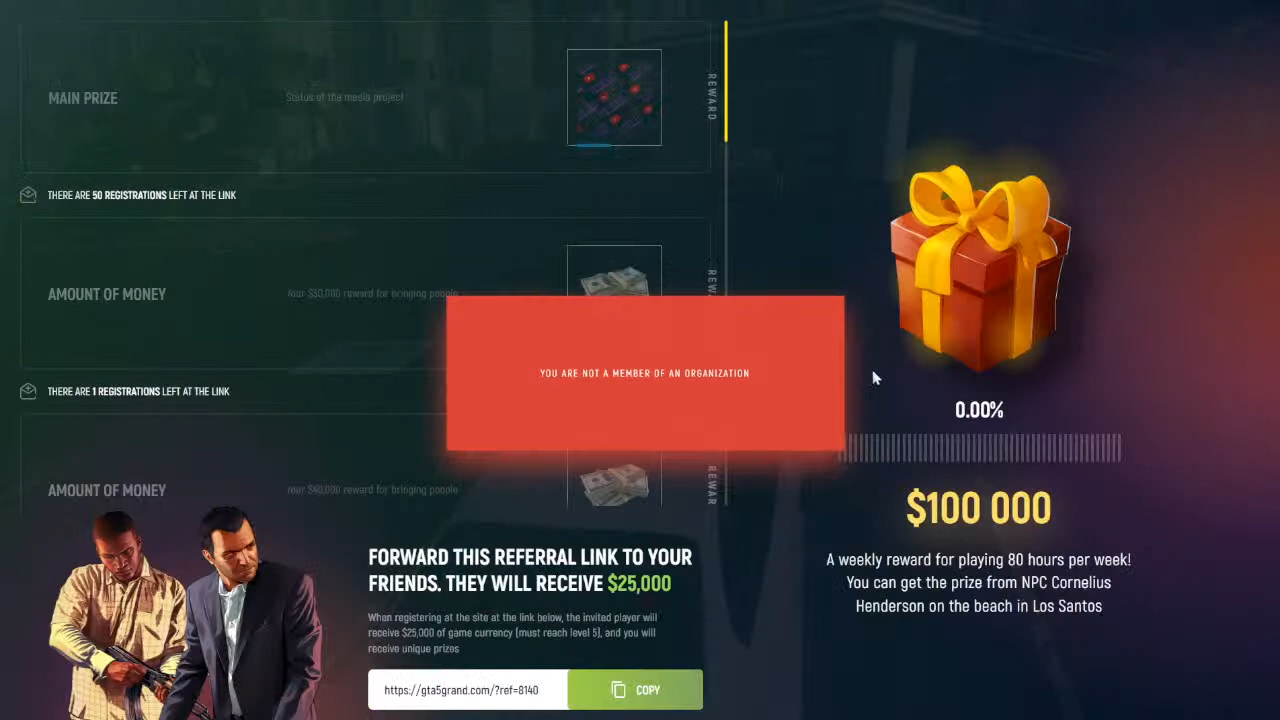 MAIN PRIZE
Status of the media project
REWARD
THERE ARE 50 REGISTRATIONS LEFT AT THE LINK
AMOUNT OF MONEY
Your $30,000 reward for bringing people
REWA
YOU ARE NOT A MEMBER OF AN ORGANIZATION
THERE ARE 1 REGISTRATIONS LEFT AT THE LINK
AMOUNT OF MONEY
Your $40,000 reward for bringing people
REWAR
FORWARD THIS REFERRAL LINK TO YOUR
FRIENDS. THEY WILL RECEIVE $25,000
When registering at the site at the link below, the invited player will
receive $25,000 of game currency (must reach level 5), and you will
receive unique prizes
https://gta5grand.com/?ref=8140
COPY
0.00%
$100 000
A weekly reward for playing 80 hours per week!
You can get the prize from NPC Cornelius
Henderson on the beach in Los Santos